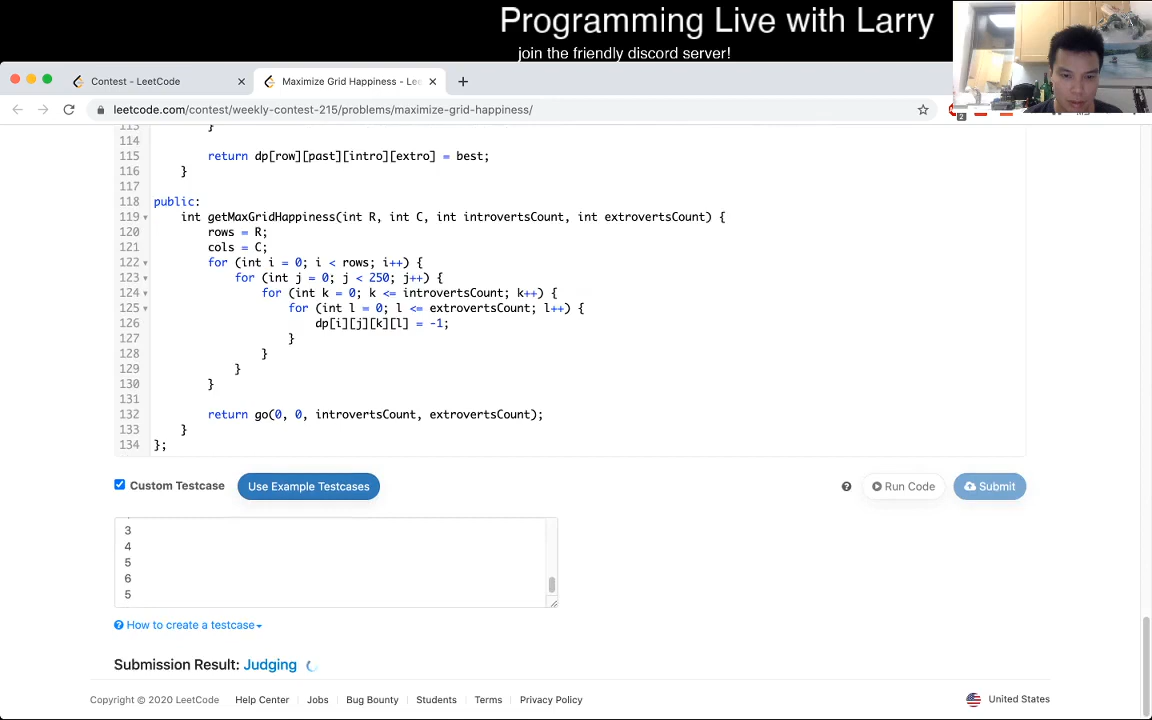 Programming Live with Larry
join the friendly discord server!
Contest - LeetCode
Maximize Grid Happiness - Lee
leetcode.com/contest/weekly-contest-215/problems/maximize-grid-happiness/
2
113 }
114
115 return dp[row][past][intro][extro] = best;
116 }
117
118 public:
119 int getMaxGridHappiness(int R, int C, int introvertsCount, int extrovertsCount) {
120 rows = R;
121 cols = C;
122 for (int i = 0; i < rows; i++) {
123 for (int j = 0; j < 250; j++) {
124 for (int k = 0; k <= introvertsCount; k++) {
125 for (int l = 0; l <= extrovertsCount; l++) {
126 dp[i][j][k][l] = -1;
127 }
128 }
129 }
130 }
131
132 return go(0, 0, introvertsCount, extrovertsCount);
133 }
134 };
Custom Testcase Use Example Testcases ? Run Code Submit
3
4
5
6
5
How to create a testcase
Submission Result: Judging
Copyright © 2020 LeetCode Help Center Jobs Bug Bounty Students Terms Privacy Policy United States